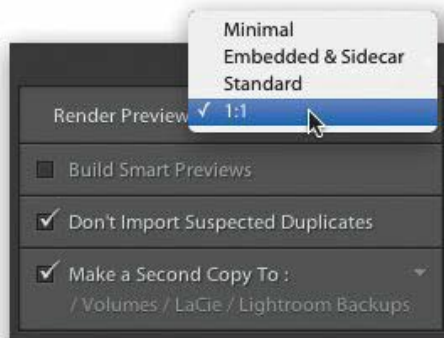 Minimal
Embedded & Sidecar
Standard
Render Preview ✓ 1:1
Build Smart Previews
Don't Import Suspected Duplicates
Make a Second Copy To :
/ Volumes / LaCie / Lightroom Backups